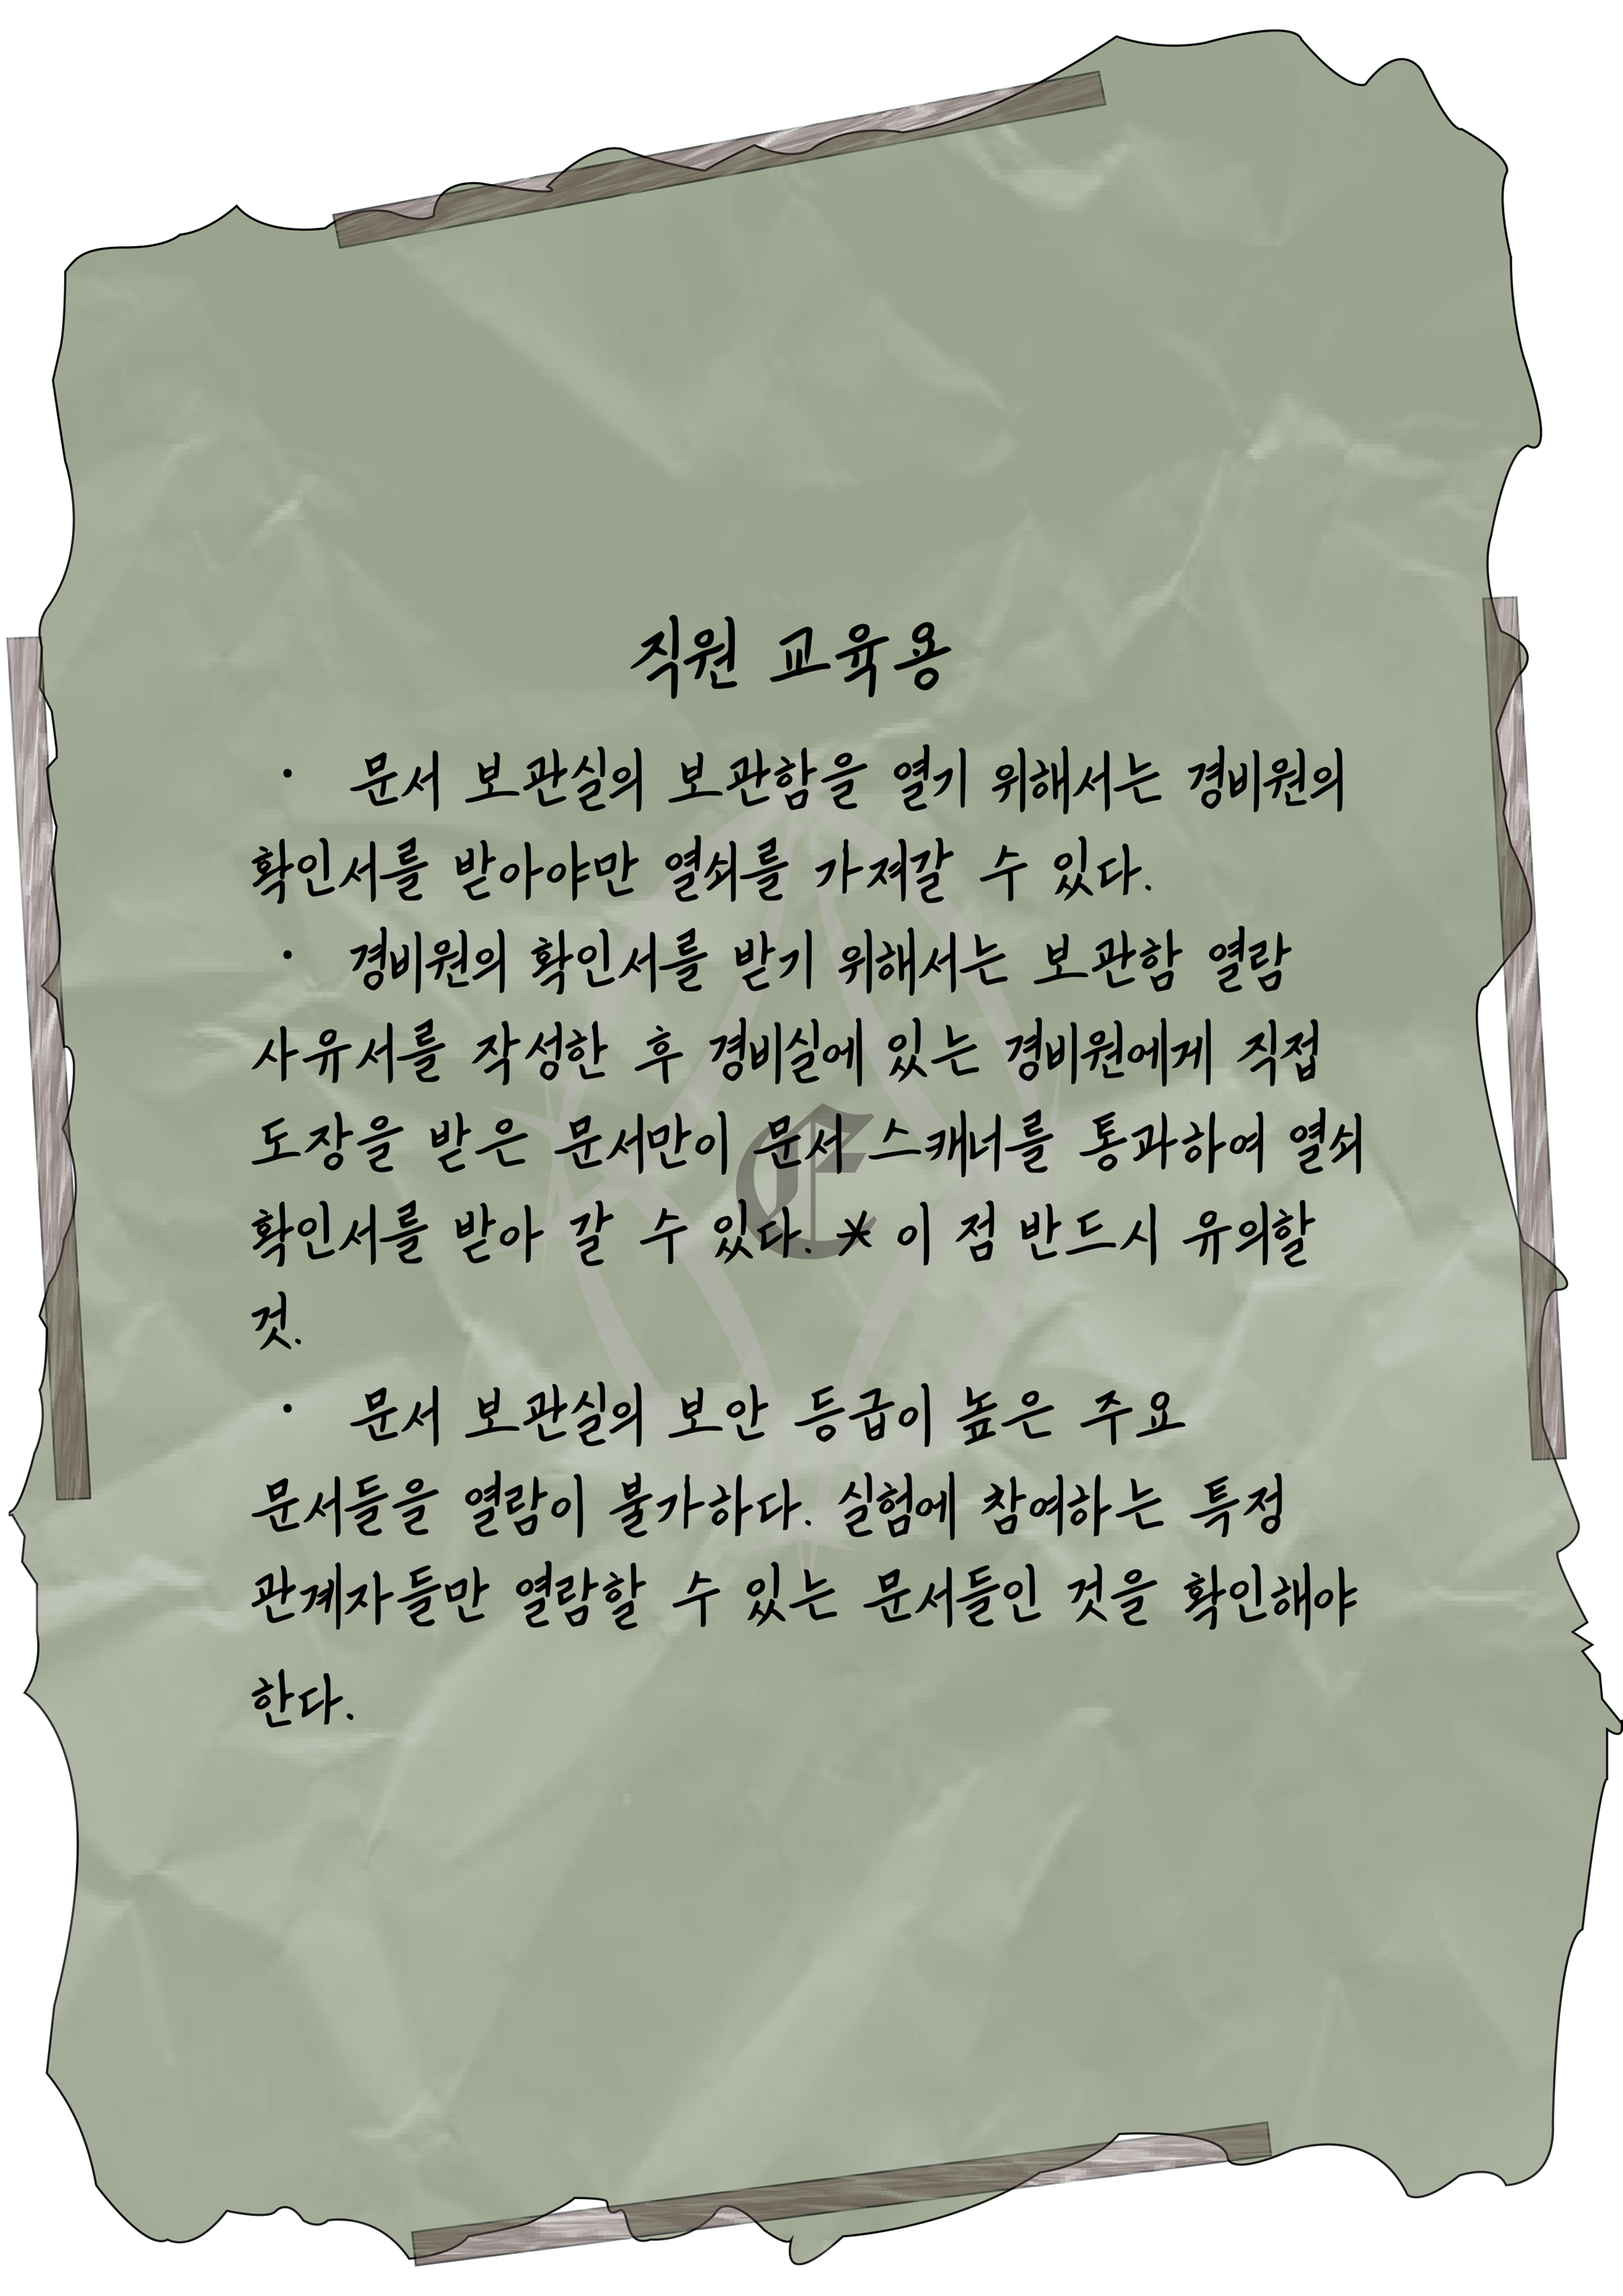 직원 교육용
· 문서 보관실의 보관함을 열기 위해서는 경비원의
확인서를 받아야만 열쇠를 가져갈 수 있다.
· 경비원의 확인서를 받기 위해서는 보관함 열람
사유서를 작성한 후 경비실에 있는 경비원에게 직접
도장을 받은 문서만이 문서 스캐너를 통과하여 열쇠
확인서를 받아 갈 수 있다. * 이 점 반드시 유의할
것.
· 문서 보관실의 보안 등급이 높은 주요
문서들을 열람이 불가하다. 실험에 참여하는 특정
관계자들만 열람할 수 있는 문서들인 것을 확인해야
한다.
C